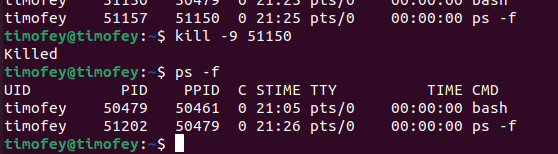 timofey 51150 50479 0 21:25 pts/0 00:00:00 bash
timofey 51157 51150 0 21:25 pts/0 00:00:00 ps -f
timofey@timofey:~$ kill -9 51150
Killed
timofey@timofey:~$ ps -f
UID PID PPID C STIME TTY TIME CMD
timofey 50479 50461 0 21:05 pts/0 00:00:00 bash
timofey 51202 50479 0 21:26 pts/0 00:00:00 ps -f
timofey@timofey:~$